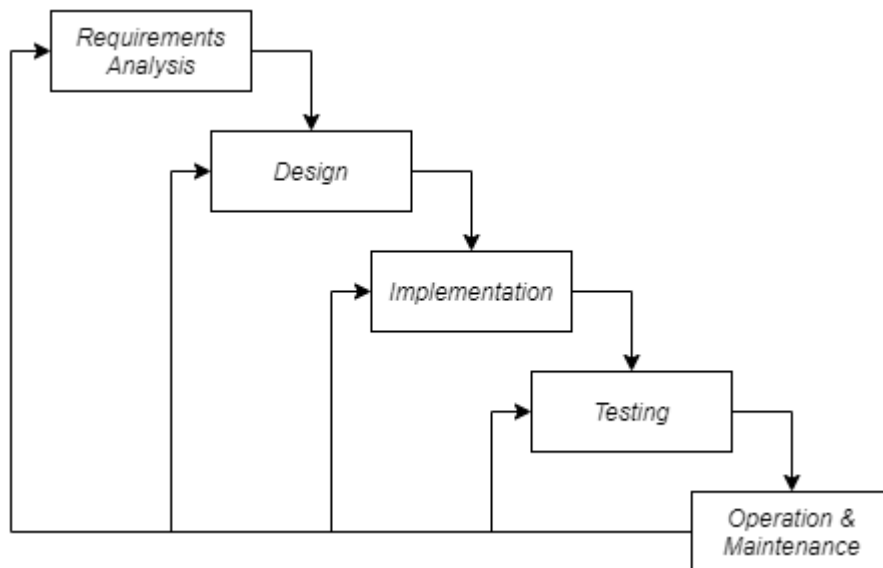 Requirements
Analysis
Design
Implementation
Testing
Operation &
Maintenance